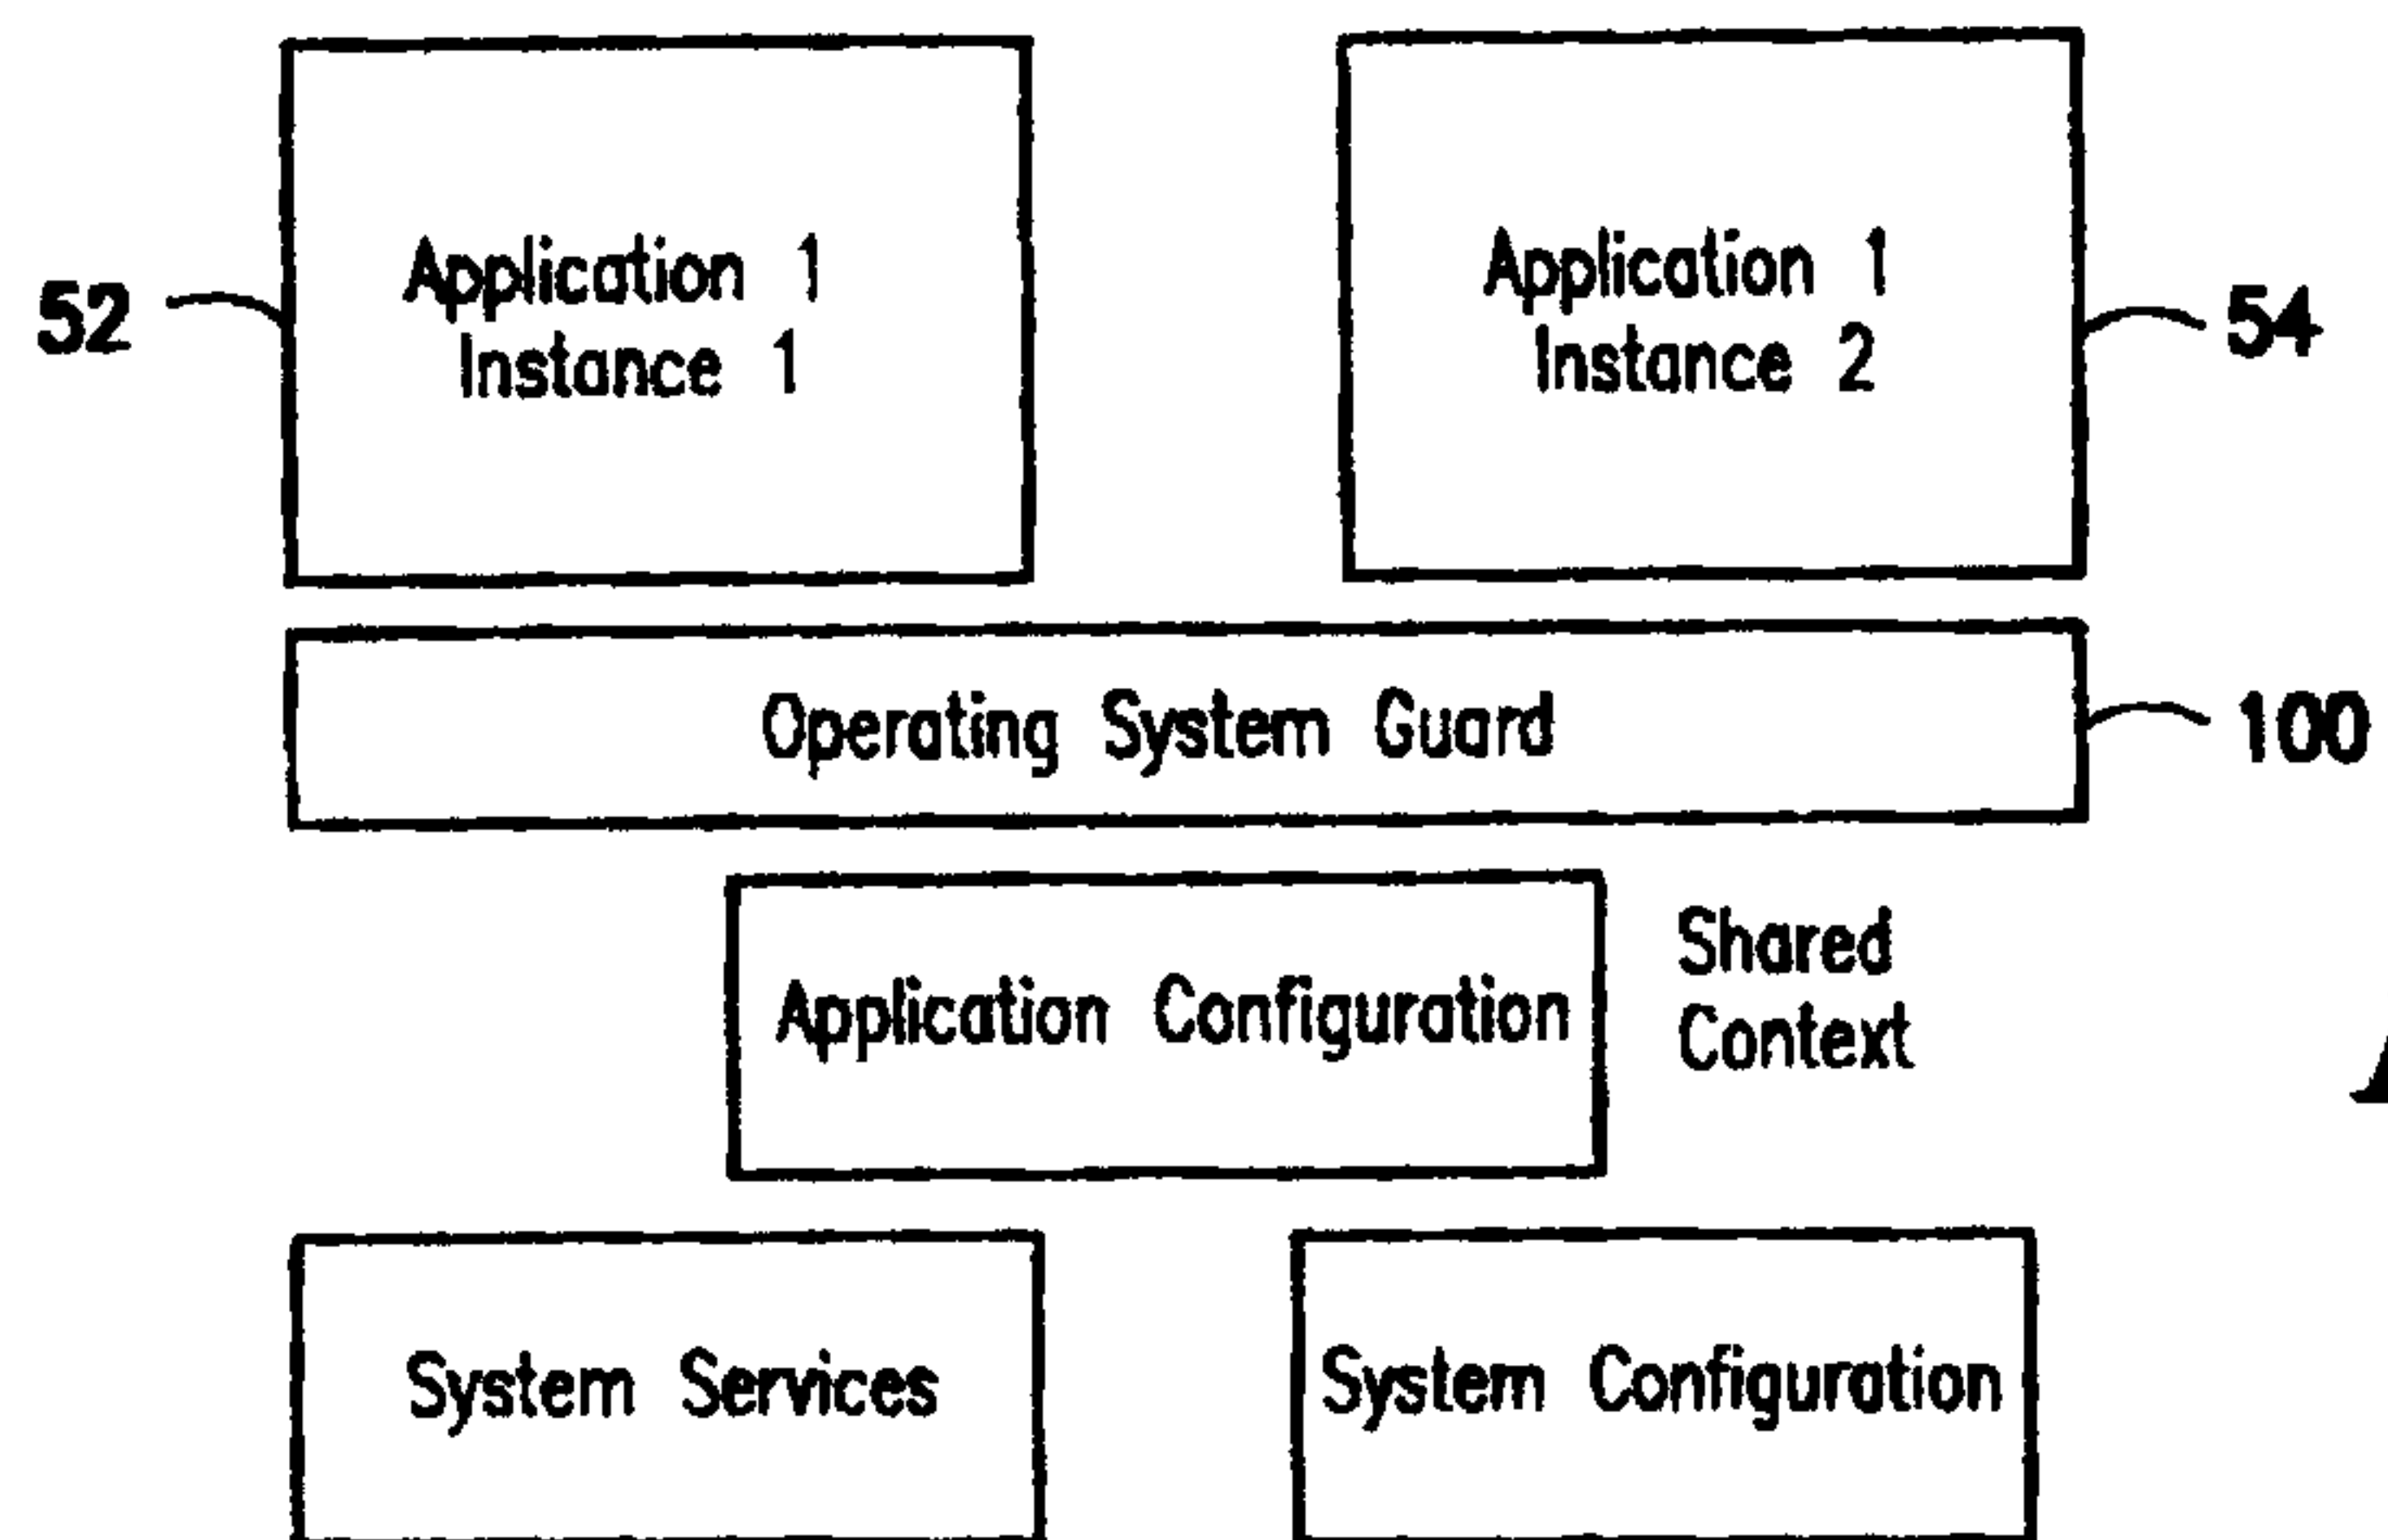 Application 1
Instance 1
Application 1
Instance 2
52
54
Operating System Guard
100
Application Configuration
Shared
Context
System Services
System Configuration